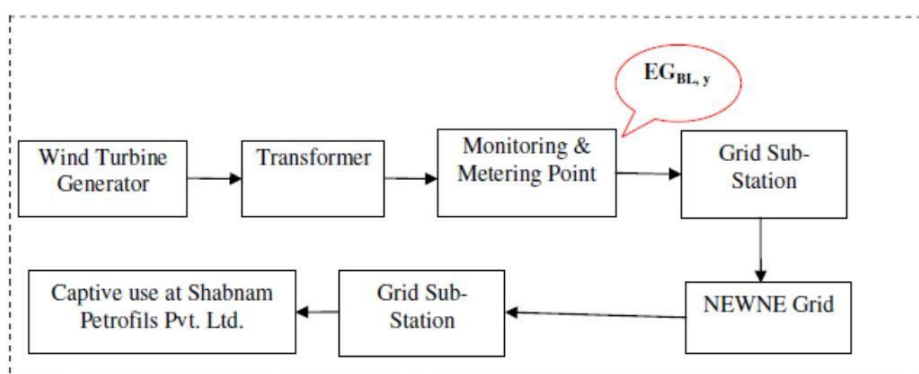 EG_BL, y
Wind Turbine
Generator
Transformer
Monitoring &
Metering Point
Grid Sub-
Station
Captive use at Shabnam
Petrofils Pvt. Ltd.
Grid Sub-
Station
NEWNE Grid